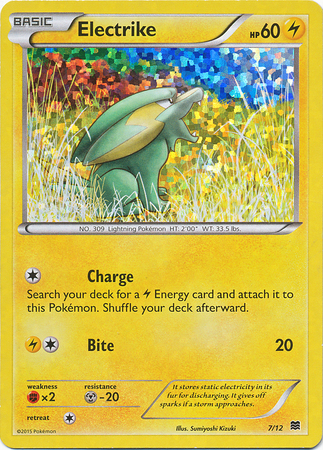 BASIC
Electrike
HP60
NO. 309 Lightning Pokémon HT: 2'00" WT: 33.5 lbs.
Charge
Search your deck for a Energy card and attach it to
this Pokémon. Shuffle your deck afterward.
Bite 20
weakness
×2
resistance
-20
retreat
It stores static electricity in its
fur for discharging. It gives off
sparks if a storm approaches.
©2015 Pokémon
Illus. Sumiyoshi Kizuki
7/12